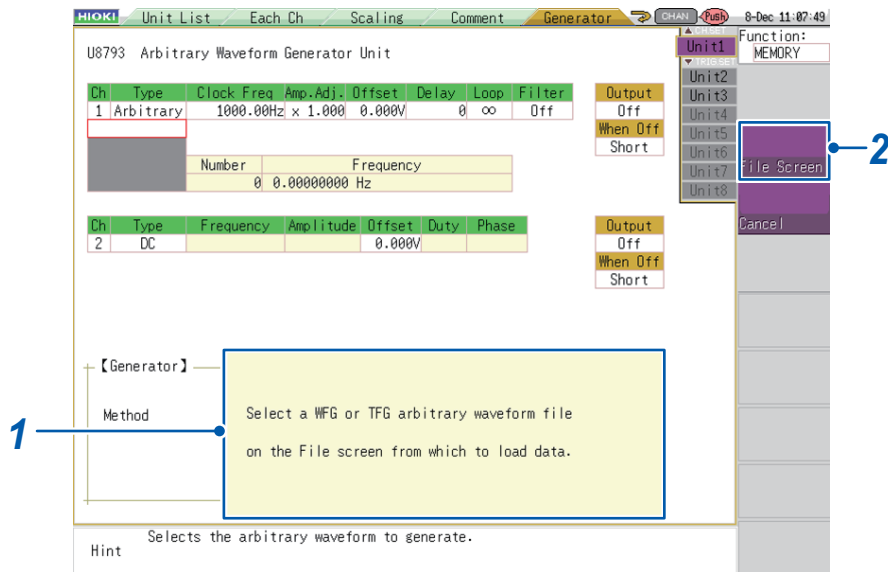 HIOKI Unit List Each Ch Scaling Comment Generator CHAN Push 8-Dec 11:07:49
U8793 Arbitrary Waveform Generator Unit
▲CH.SET
Unit1
▼TRIG.SET
Unit2
Unit3
Unit4
Unit5
Unit6
Unit7
Unit8
Function:
MEMORY
Ch Type Clock Freq Amp.Adj. Offset Delay Loop Filter
1 Arbitrary 1000.00Hz × 1.000 0.000V 0 ∞ Off
Output
Off
When Off
Short
Number Frequency
0 0.00000000 Hz
2
File Screen
Cancel
Ch Type Frequency Amplitude Offset Duty Phase
2 DC 0.000V
Output
Off
When Off
Short
【Generator】
1
Method
Select a WFG or TFG arbitrary waveform file
on the File screen from which to load data.
Hint Selects the arbitrary waveform to generate.